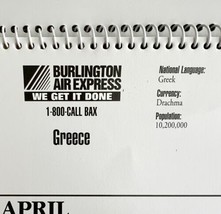 BURLINGTON
AIR EXPRESS
WE GET IT DONE
1-800-CALL BAX
Greece
National Language:
Greek
Currency:
Drachma
Population:
10,200,000
APRIL